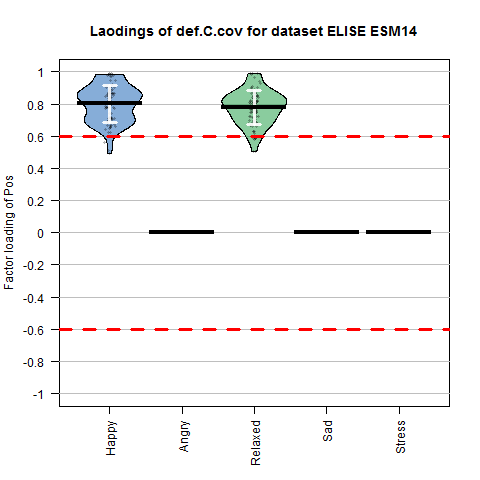 Laodings of def.C.cov for dataset ELISE ESM14
Factor loading of Pos
1
0.8
0.6
0.4
0.2
0
-0.2
-0.4
-0.6
-0.8
-1
Happy
Angry
Relaxed
Sad
Stress